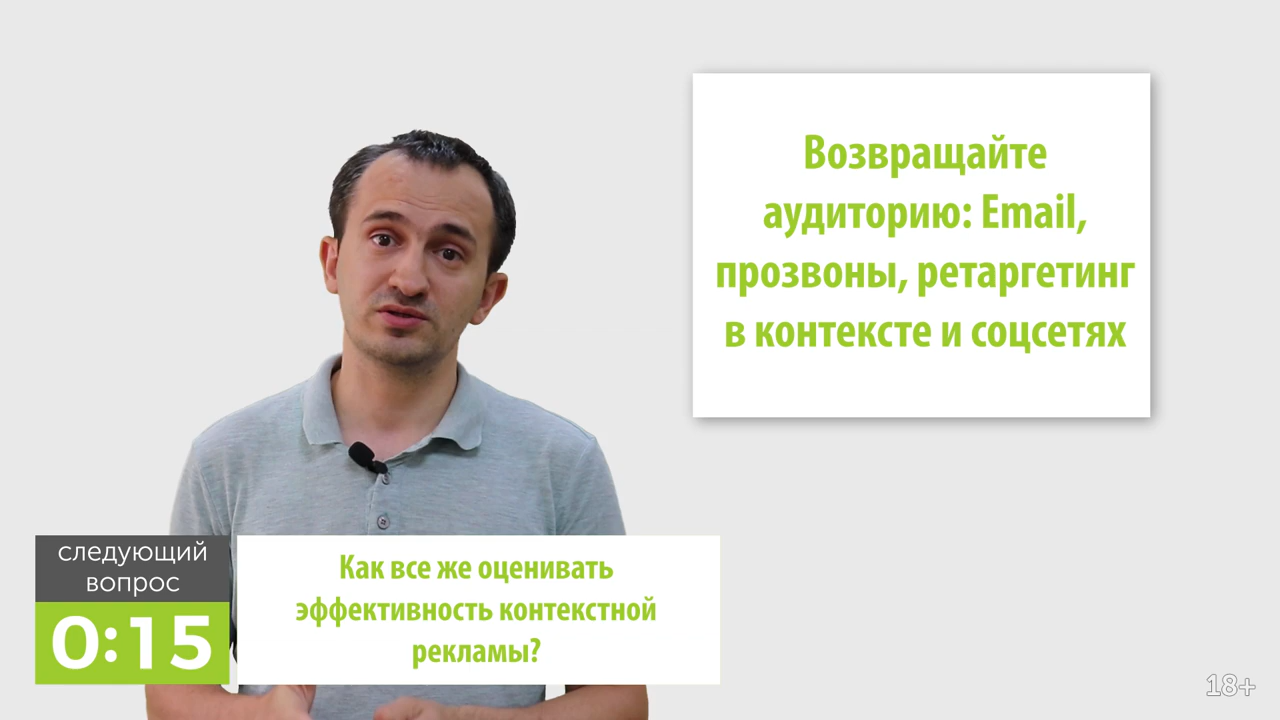 Возвращайте
аудиторию: Email,
прозвоны, ретаргетинг
в контексте и соцсетях
следующий
вопрос
0:15
Как все же оценивать
эффективность контекстной
рекламы?
18+